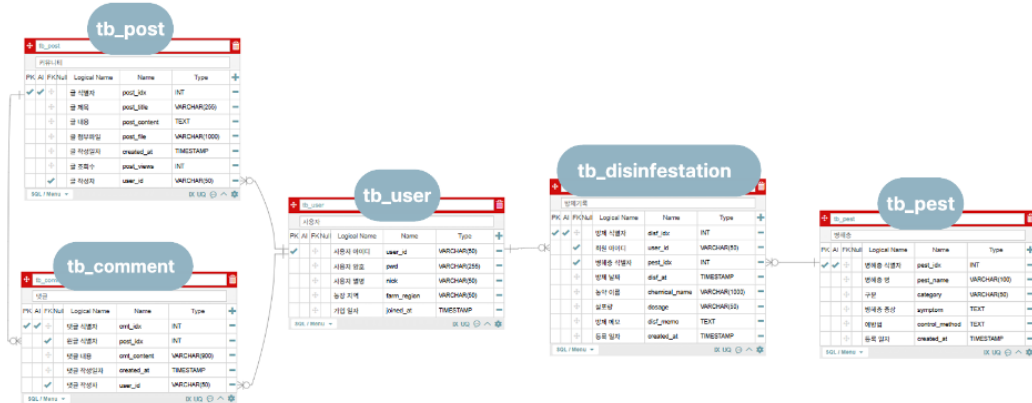 tb_post
tb_post
커뮤니티
PK AI FK Null Logical Name Name Type
글 식별자 post_idx INT
글 제목 post_title VARCHAR(255)
글 내용 post_content TEXT
글 첨부파일 post_file VARCHAR(1000)
글 작성일자 created_at TIMESTAMP
글 조회수 post_views INT
글 작성자 user_id VARCHAR(50)
SQL / Menu IX UQ
tb_comment
댓글
PK AI FK Null Logical Name Name Type
댓글 식별자 cmt_idx INT
원글 식별자 post_idx INT
댓글 내용 cmt_content VARCHAR(900)
댓글 작성일자 created_at TIMESTAMP
댓글 작성자 user_id VARCHAR(50)
SQL / Menu IX UQ
tb_user
tb_user
사용자
PK AI FK Null Logical Name Name Type
사용자 아이디 user_id VARCHAR(50)
사용자 암호 pwd VARCHAR(255)
사용자 별명 nick VARCHAR(50)
농장 지역 farm_region VARCHAR(50)
가입 일자 joined_at TIMESTAMP
SQL / Menu IX UQ
tb_disinfestation
방제기록
PK AI FK Null Logical Name Name Type
방제 식별자 disf_idx INT
회원 아이디 user_id VARCHAR(50)
병해충 식별자 pest_idx INT
방제 날짜 disf_at TIMESTAMP
농약 이름 chemical_name VARCHAR(1000)
살포량 dosage VARCHAR(50)
방제 메모 disf_memo TEXT
등록 일자 created_at TIMESTAMP
SQL / Menu IX UQ
tb_pest
tb_pest
병해충
PK AI FK Null Logical Name Name Type
병해충 식별자 pest_idx INT
병해충 명 pest_name VARCHAR(100)
구분 category VARCHAR(50)
병해충 증상 symptom TEXT
예방법 control_method TEXT
등록 일자 created_at TIMESTAMP
SQL / Menu IX UQ